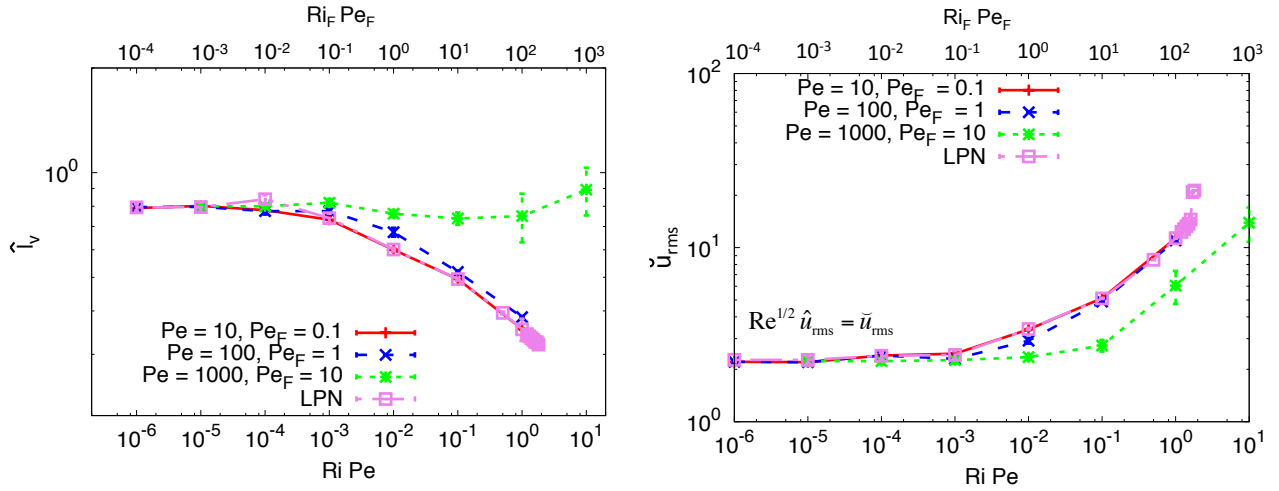 Ri_F Pe_F
10^-4 10^-3 10^-2 10^-1 10^0 10^1 10^2 10^3
10^0
l̂_v
Pe = 10, Pe_F = 0.1
Pe = 100, Pe_F = 1
Pe = 1000, Pe_F = 10
LPN
10^-6 10^-5 10^-4 10^-3 10^-2 10^-1 10^0 10^1
Ri Pe
Ri_F Pe_F
10^-4 10^-3 10^-2 10^-1 10^0 10^1 10^2 10^3
10^2
Pe = 10, Pe_F = 0.1
Pe = 100, Pe_F = 1
Pe = 1000, Pe_F = 10
LPN
ŭ_rms
10^1
Re^1/2 û_rms = ŭ_rms
10^0
10^-6 10^-5 10^-4 10^-3 10^-2 10^-1 10^0 10^1
Ri Pe